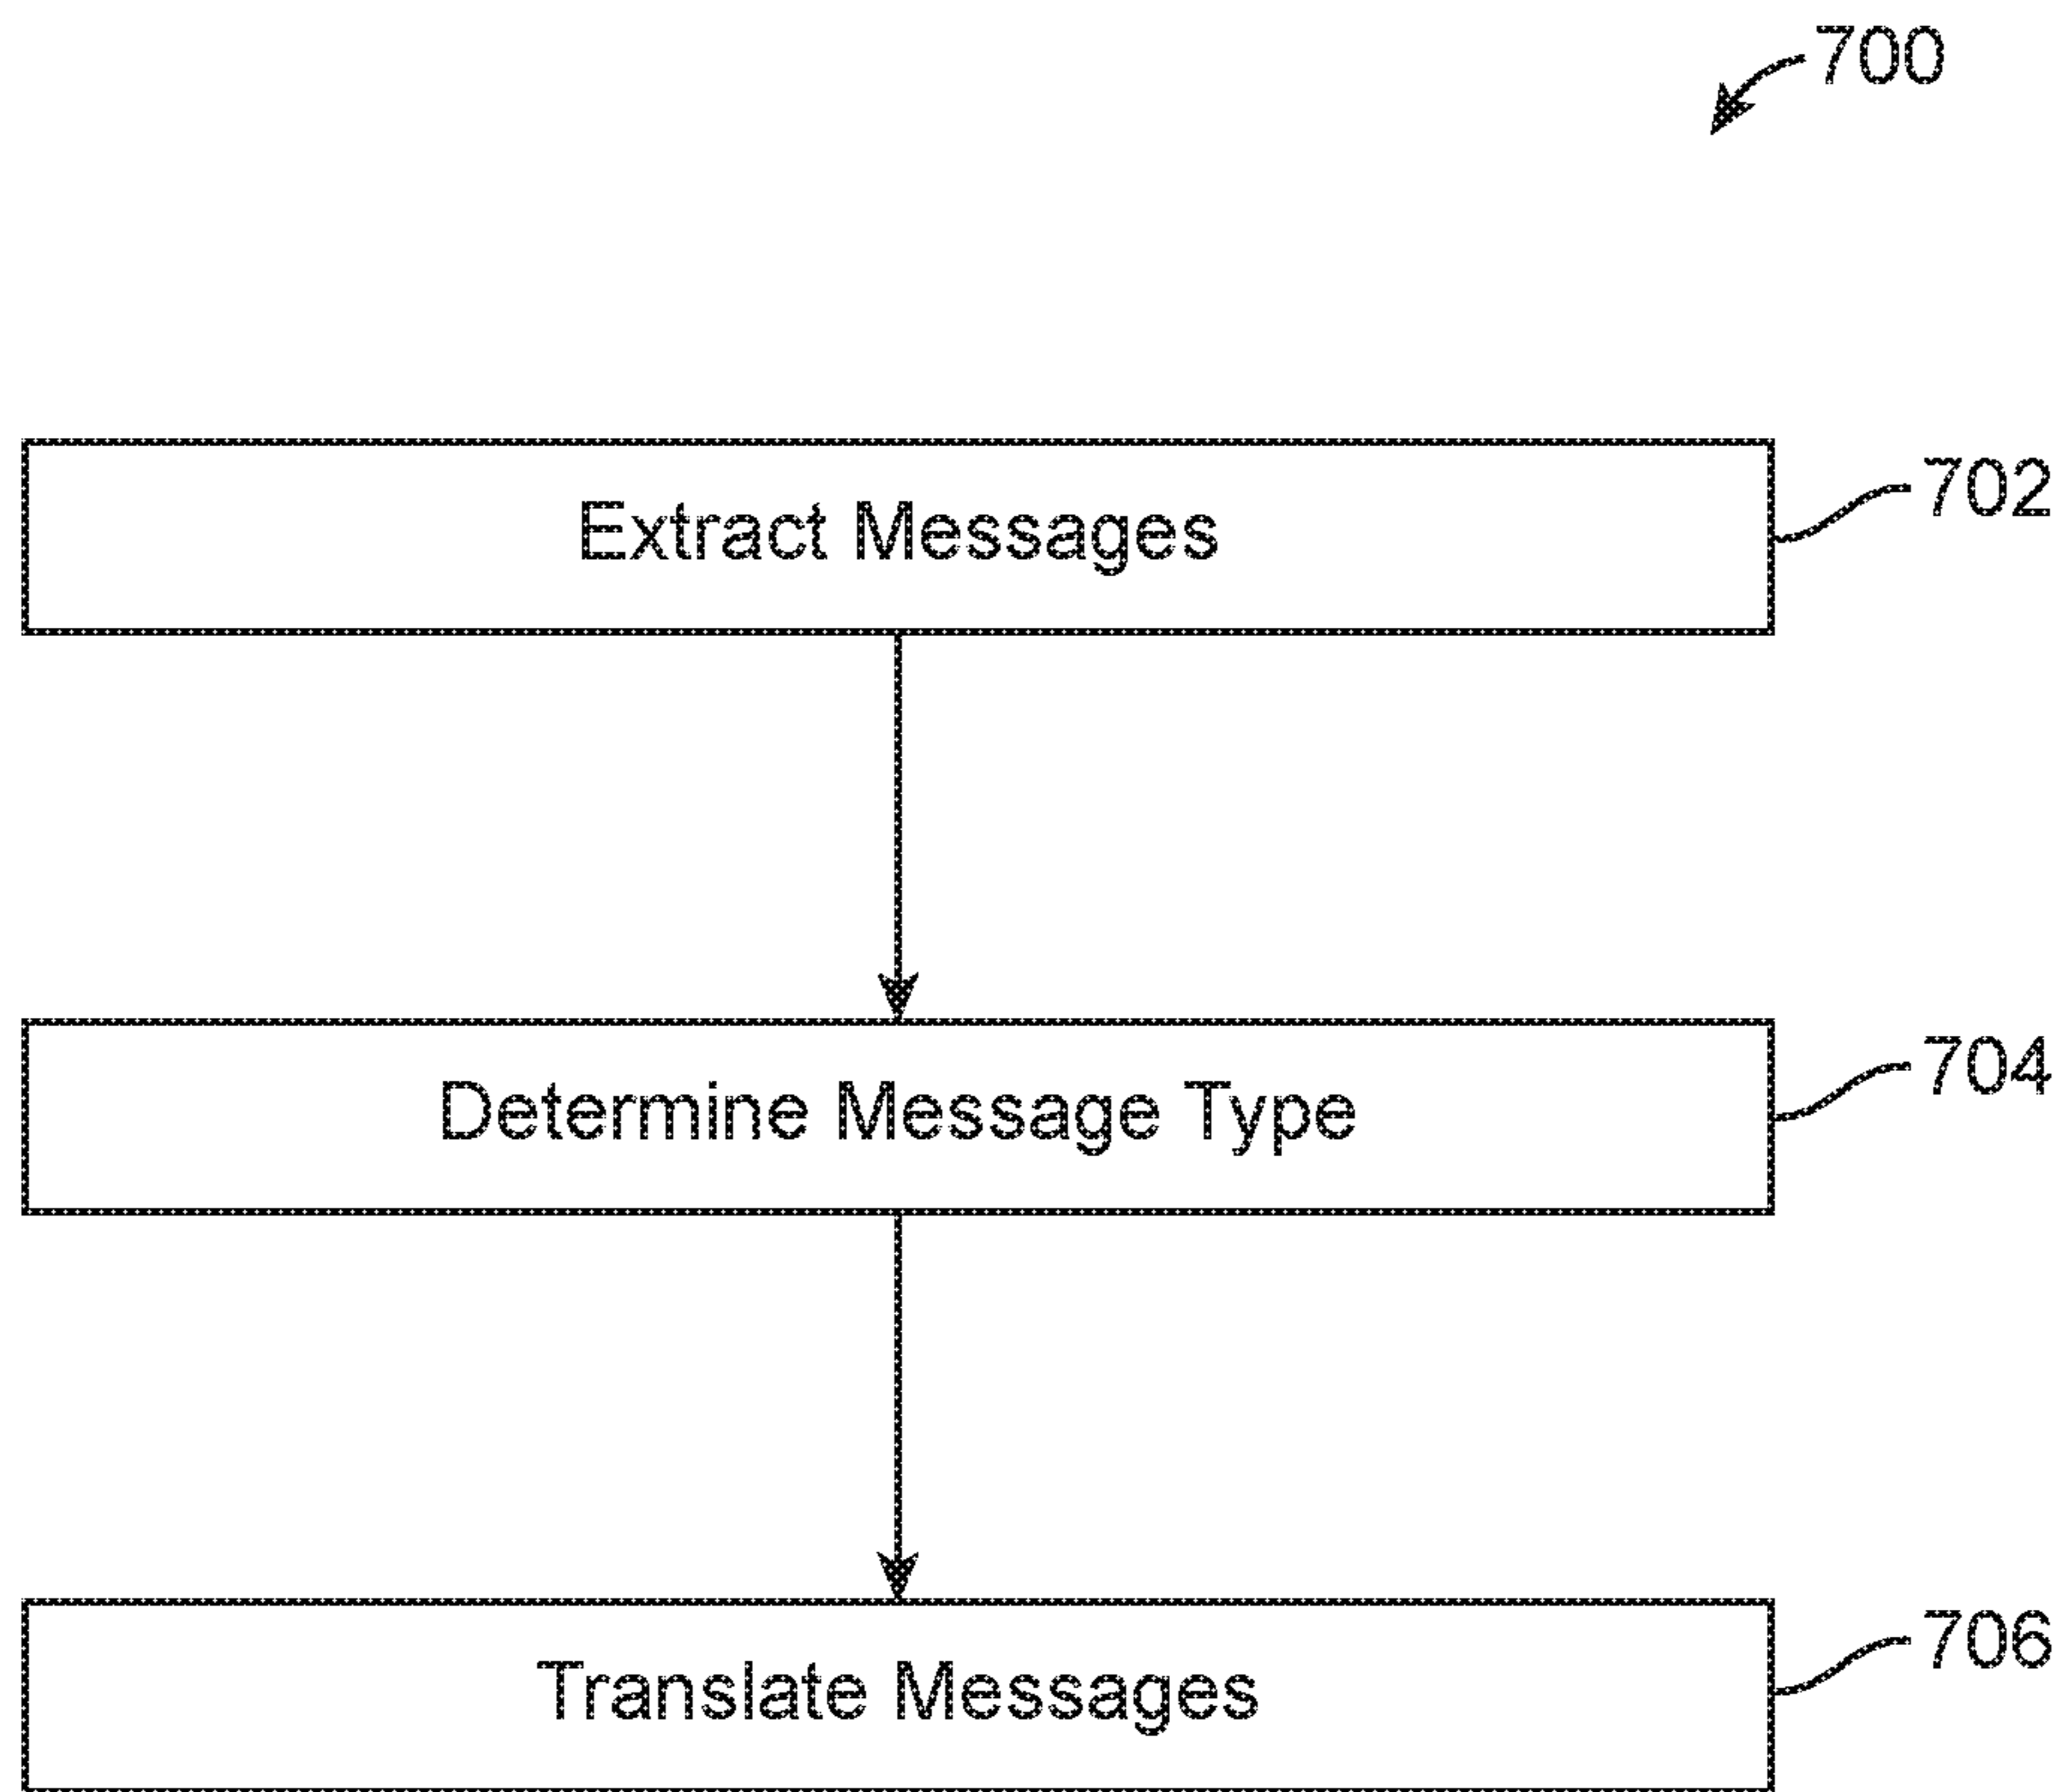 700
Extract Messages
702
Determine Message Type
704
Translate Messages
706